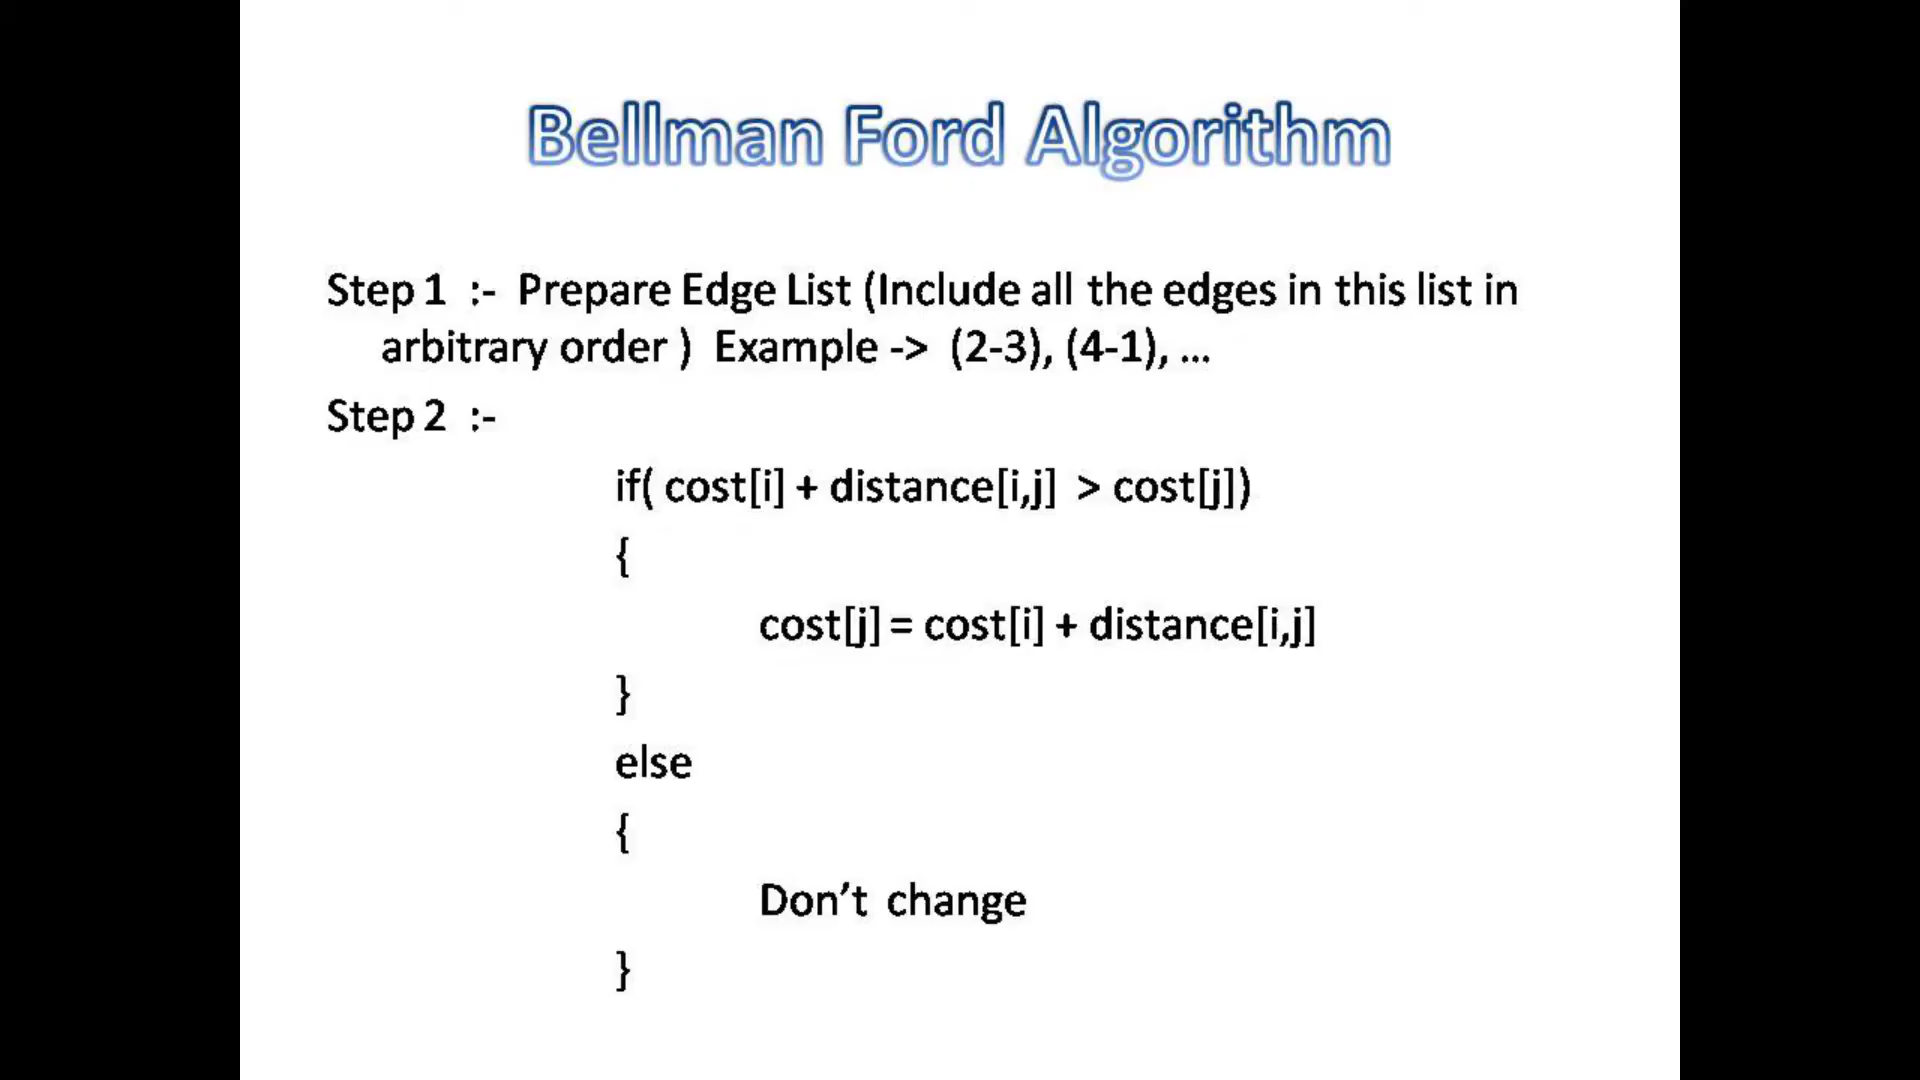 Bellman Ford Algorithm
Step 1 :- Prepare Edge List (Include all the edges in this list in
arbitrary order ) Example -> (2-3), (4-1), ...
Step 2 :-
if( cost[i] + distance[i,j] > cost[j])
{
cost[j] = cost[i] + distance[i,j]
}
else
{
Don’t change
}